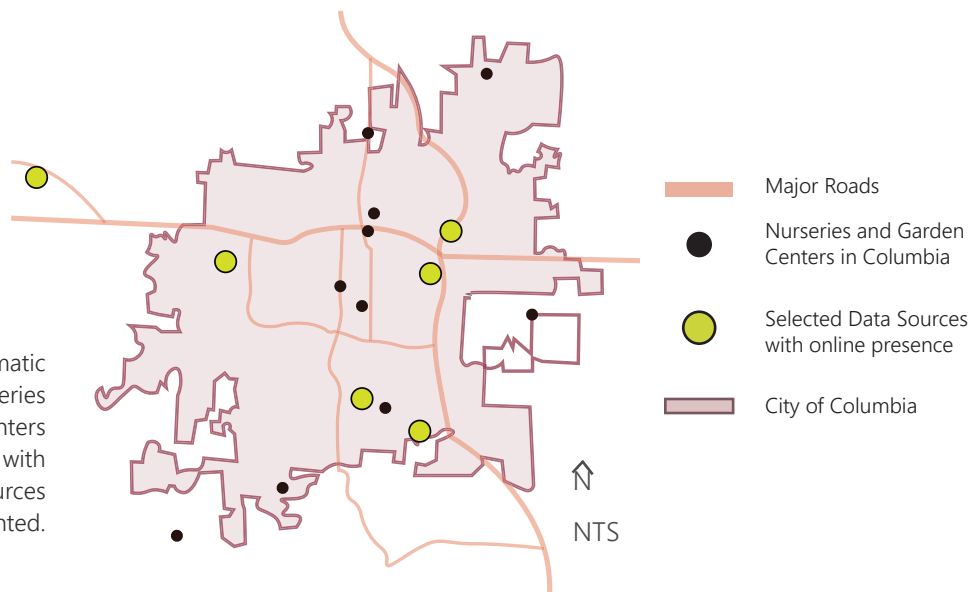 Major Roads
Nurseries and Garden
Centers in Columbia
Selected Data Sources
with online presence
City of Columbia
matic
eries
nters
with
urces
nted.
N
NTS